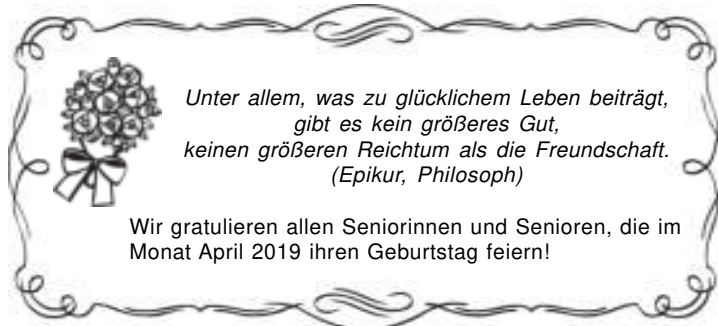 Unter allem, was zu glücklichem Leben beiträgt,
gibt es kein größeres Gut,
keinen größeren Reichtum als die Freundschaft.
(Epikur, Philosoph)
Wir gratulieren allen Seniorinnen und Senioren, die im
Monat April 2019 ihren Geburtstag feiern!